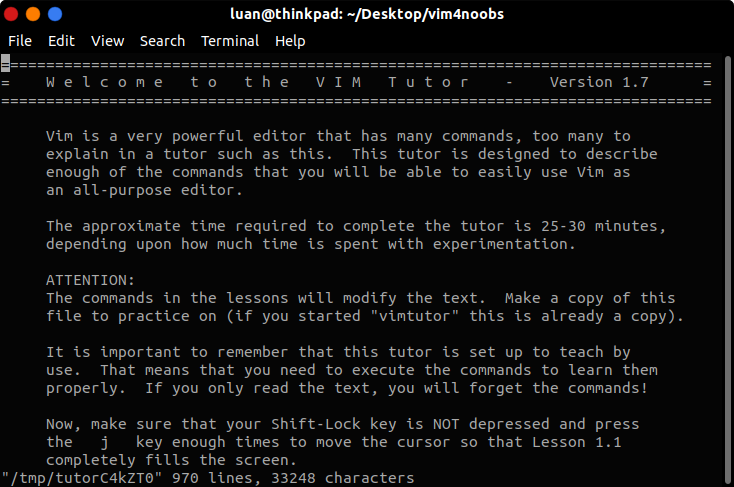 luan@thinkpad: ~/Desktop/vim4noobs
File Edit View Search Terminal Help
===============================================================================
=    W e l c o m e   t o   t h e   V I M   T u t o r    -    Version 1.7      =
===============================================================================
     Vim is a very powerful editor that has many commands, too many to
     explain in a tutor such as this.  This tutor is designed to describe
     enough of the commands that you will be able to easily use Vim as
     an all-purpose editor.
     The approximate time required to complete the tutor is 25-30 minutes,
     depending upon how much time is spent with experimentation.
     ATTENTION:
     The commands in the lessons will modify the text.  Make a copy of this
     file to practice on (if you started "vimtutor" this is already a copy).
     It is important to remember that this tutor is set up to teach by
     use.  That means that you need to execute the commands to learn them
     properly.  If you only read the text, you will forget the commands!
     Now, make sure that your Shift-Lock key is NOT depressed and press
     the   j   key enough times to move the cursor so that Lesson 1.1
     completely fills the screen.
"/tmp/tutorC4kZT0" 970 lines, 33248 characters